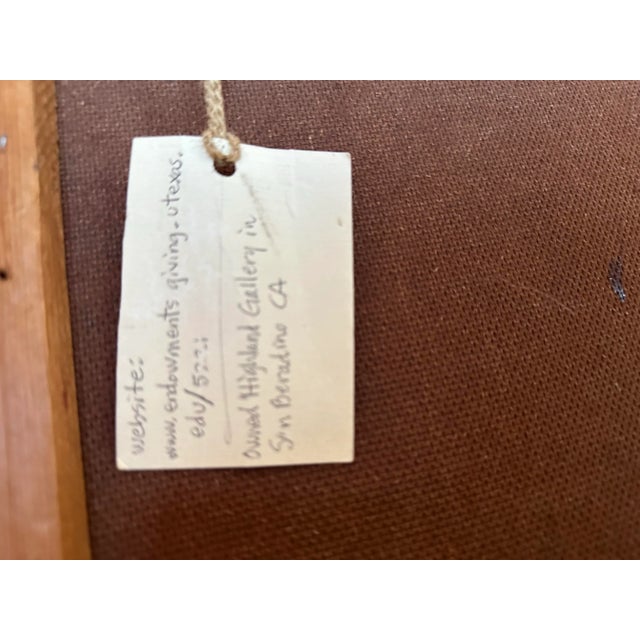 website:
www.endowments giving.utexas.
edu/
Owned Highland Gallery in
San Beradino CA